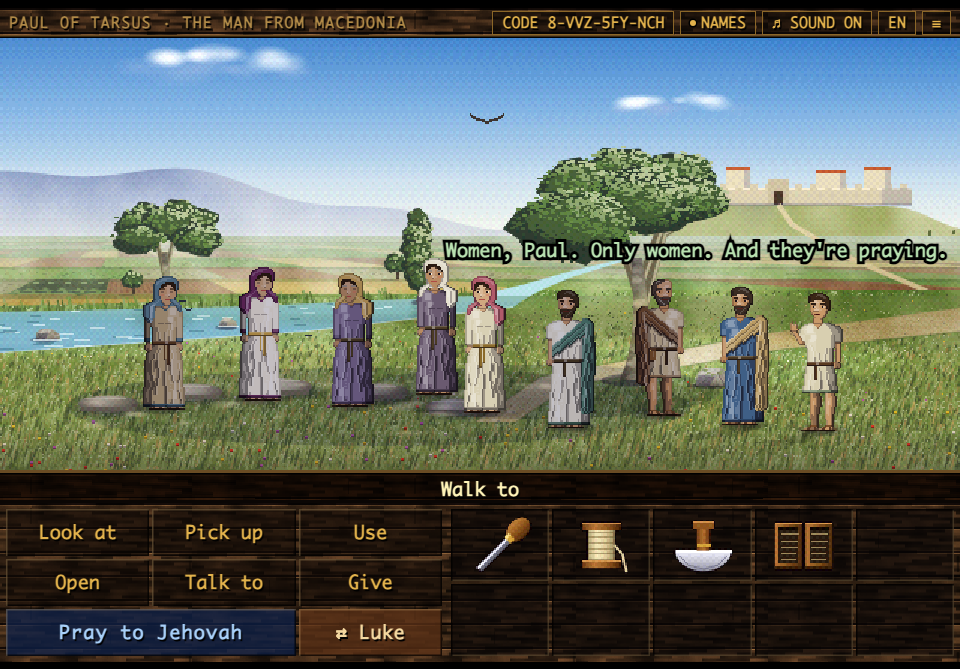 PAUL OF TARSUS · THE MAN FROM MACEDONIA
CODE 8-VVZ-5FY-NCH
• NAMES
♬ SOUND ON
EN
≡
Women, Paul. Only women. And they're praying.
Walk to
Look at
Pick up
Use
Open
Talk to
Give
Pray to Jehovah
⇄ Luke